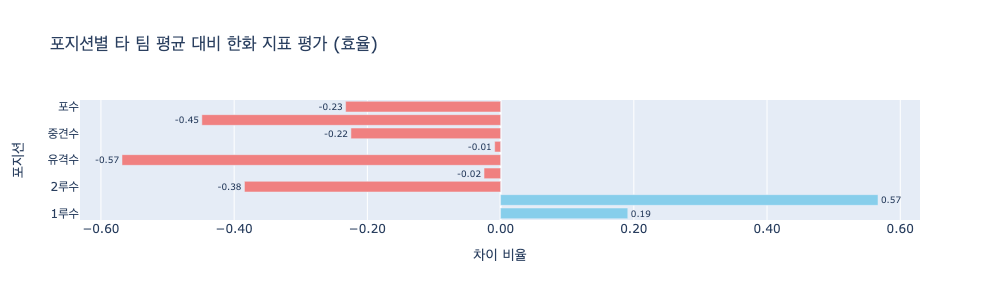 포지션별 타 팀 평균 대비 한화 지표 평가 (효율)
포지션
포수
-0.23
-0.45
중견수
-0.22
-0.01
유격수
-0.57
-0.02
2루수
-0.38
0.57
1루수
0.19
−0.60 −0.40 −0.20 0.00 0.20 0.40 0.60
차이 비율